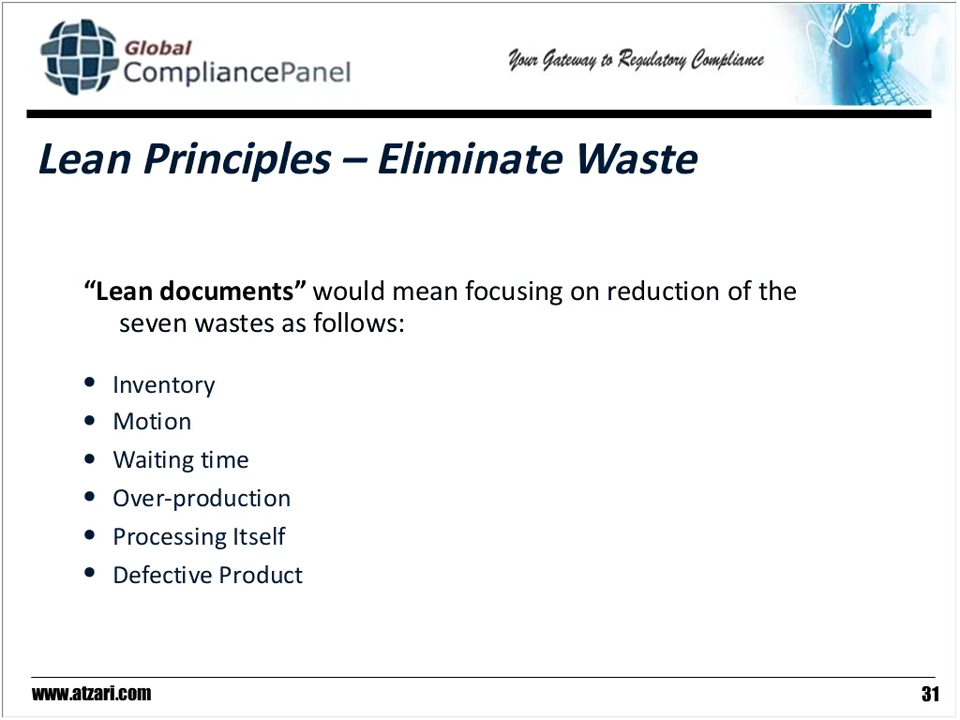 Global
CompliancePanel
Your Gateway to Regulatory Compliance
Lean Principles – Eliminate Waste
“Lean documents” would mean focusing on reduction of the
seven wastes as follows:
• Inventory
• Motion
• Waiting time
• Over-production
• Processing Itself
• Defective Product
www.atzari.com
31